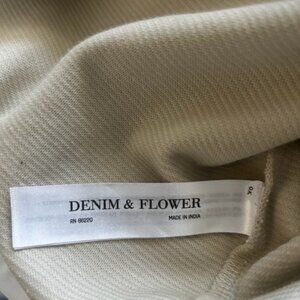 DENIM & FLOWER
RN 66220 MADE IN INDIA